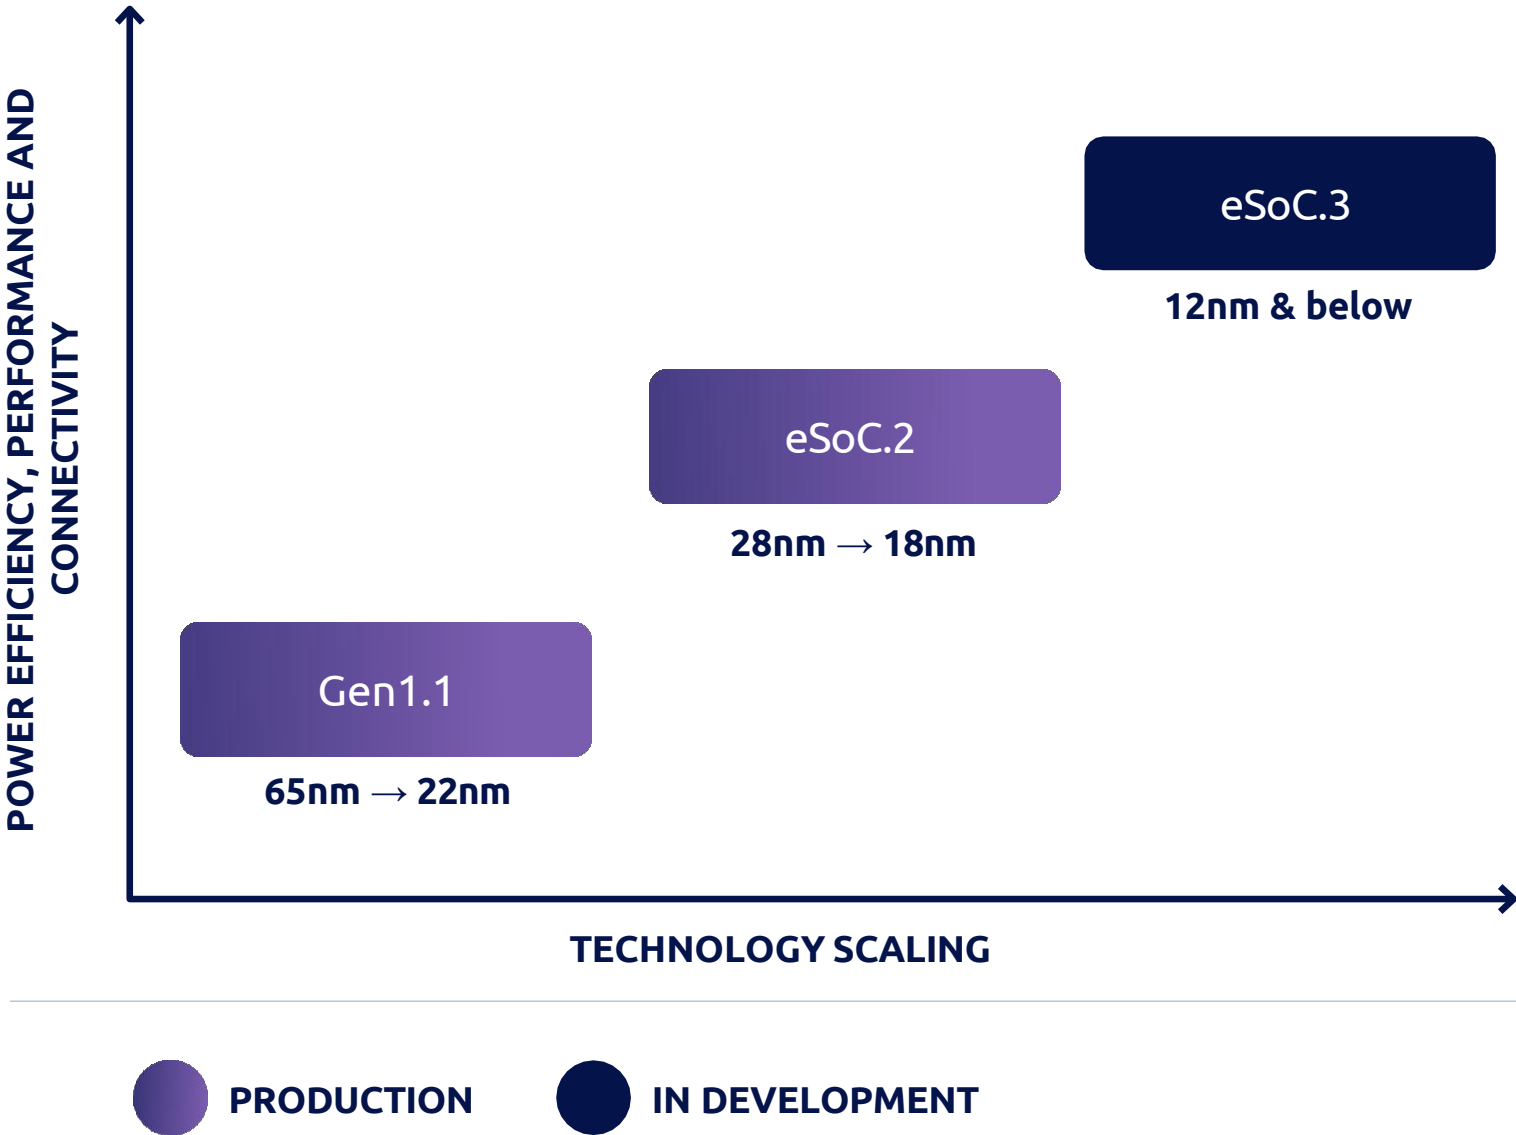 POWER EFFICIENCY, PERFORMANCE AND
CONNECTIVITY
eSoC.3
12nm & below
eSoC.2
28nm → 18nm
Gen1.1
65nm → 22nm
TECHNOLOGY SCALING
PRODUCTION
IN DEVELOPMENT